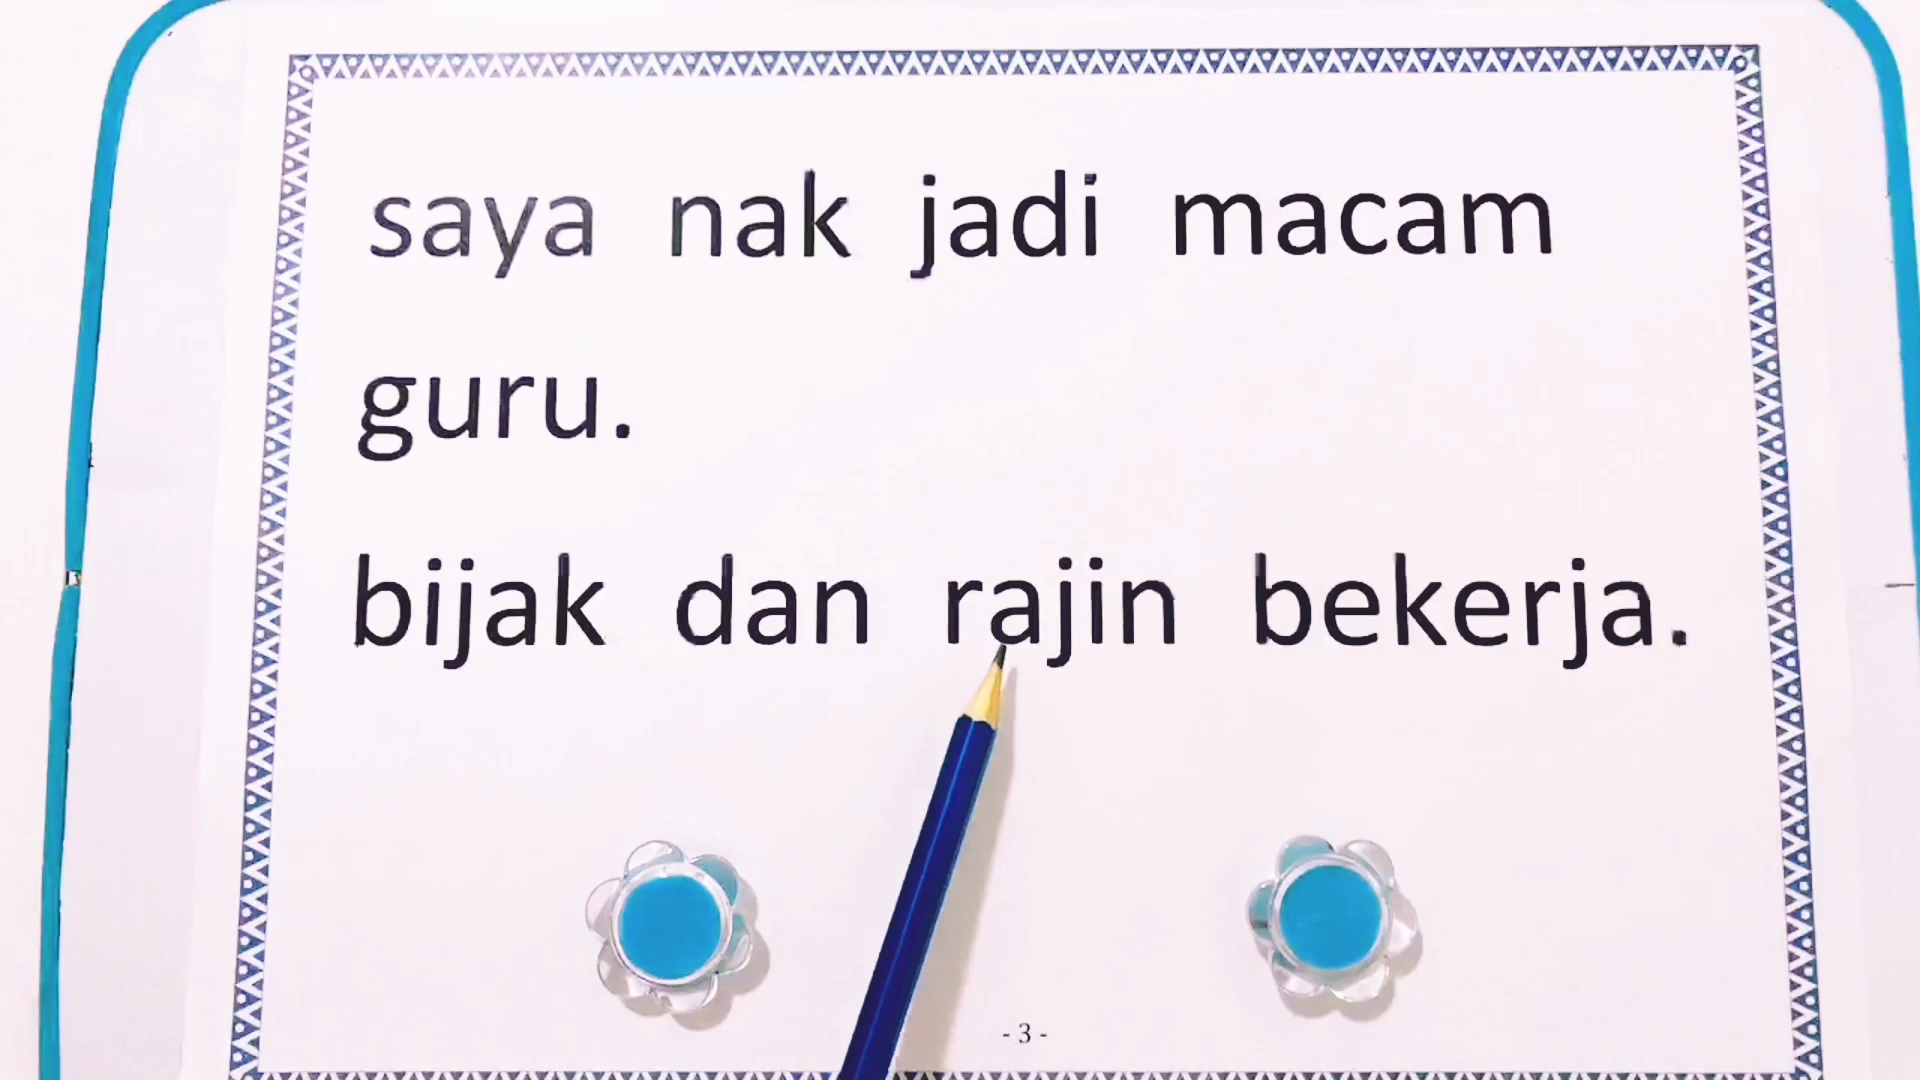 saya nak jadi macam
guru.
bijak dan rajin bekerja.
- 3 -